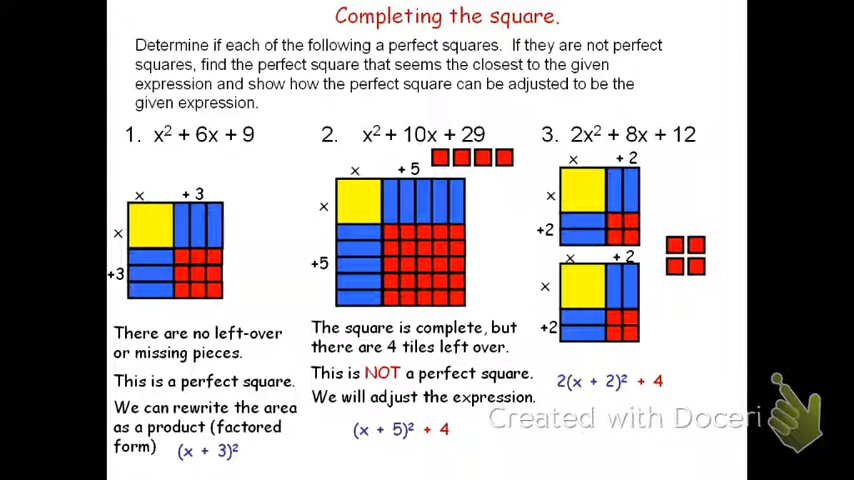 Completing the square.
Determine if each of the following a perfect squares. If they are not perfect
squares, find the perfect square that seems the closest to the given
expression and show how the perfect square can be adjusted to be the
given expression.
1. x² + 6x + 9
2. x² + 10x + 29
3. 2x² + 8x + 12
x + 3
x
+3
x + 5
x
+5
x + 2
x
+2
x + 2
x
+2
There are no left-over
or missing pieces.
This is a perfect square.
We can rewrite the area
as a product (factored
form) (x + 3)²
The square is complete, but
there are 4 tiles left over.
This is NOT a perfect square.
We will adjust the expression.
(x + 5)² + 4
2(x + 2)² + 4
Created with Doceri